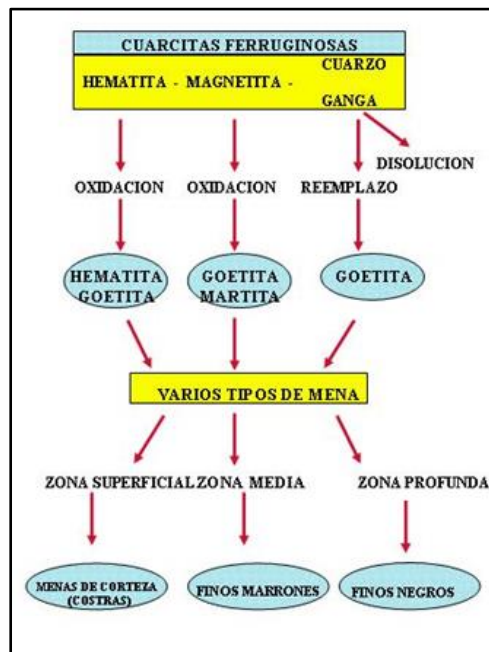 CUARCITAS FERRUGINOSAS
HEMATITA - MAGNETITA - CUARZO
GANGA
DISOLUCION
OXIDACION OXIDACION REEMPLAZO
HEMATITA
GOETITA
GOETITA
MARTITA
GOETITA
VARIOS TIPOS DE MENA
ZONA SUPERFICIAL ZONA MEDIA ZONA PROFUNDA
MENAS DE CORTEZA
(COSTRAS)
FINOS MARRONES
FINOS NEGROS